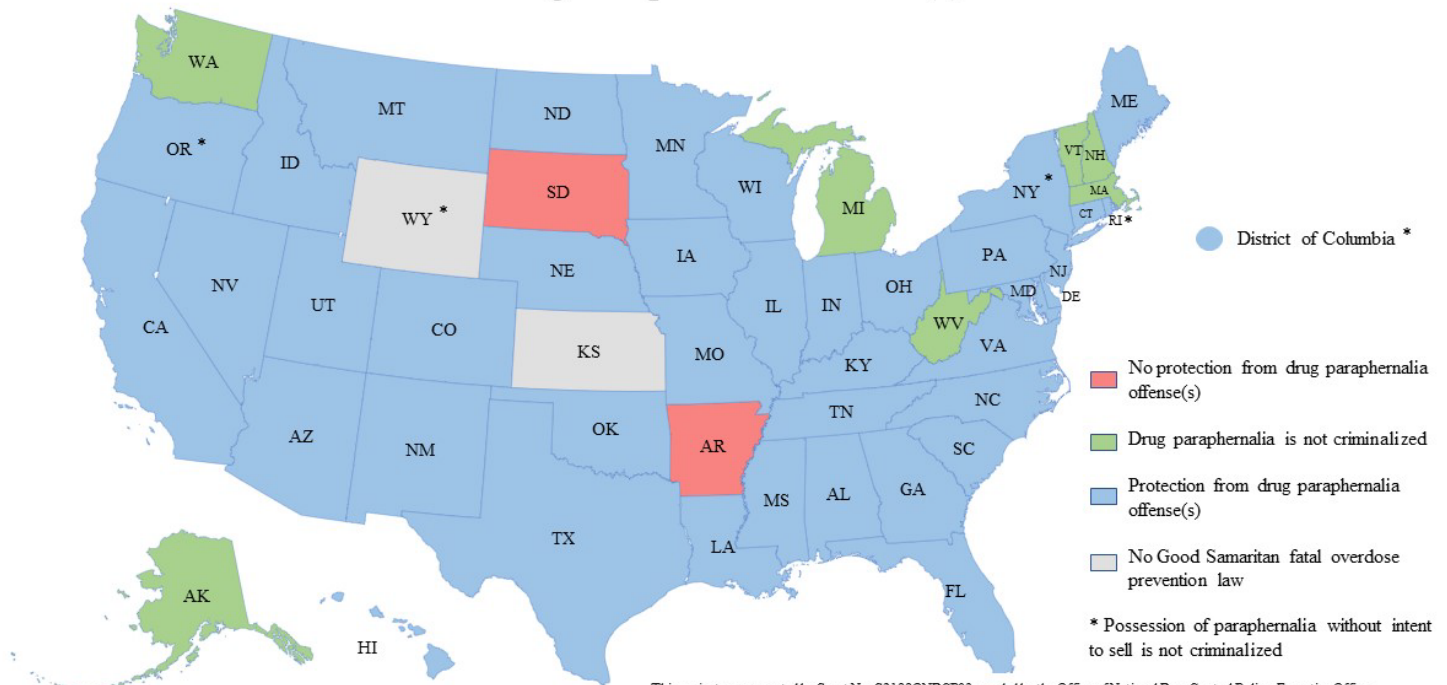 WA
MT
ND
ME
OR *
ID
MN
VT
NH
WI
SD
NY *
MA
WY *
MI
CT
RI *
District of Columbia *
IA
PA
NE
NJ
NV
OH
MD
DE
UT
IL
IN
WV
CA
CO
VA
KS
MO
KY
No protection from drug paraphernalia
offense(s)
NC
TN
OK
AZ
NM
AR
Drug paraphernalia is not criminalized
SC
MS
AL
GA
Protection from drug paraphernalia
offense(s)
TX
LA
No Good Samaritan fatal overdose
prevention law
AK
FL
HI
* Possession of paraphernalia without intent
to sell is not criminalized